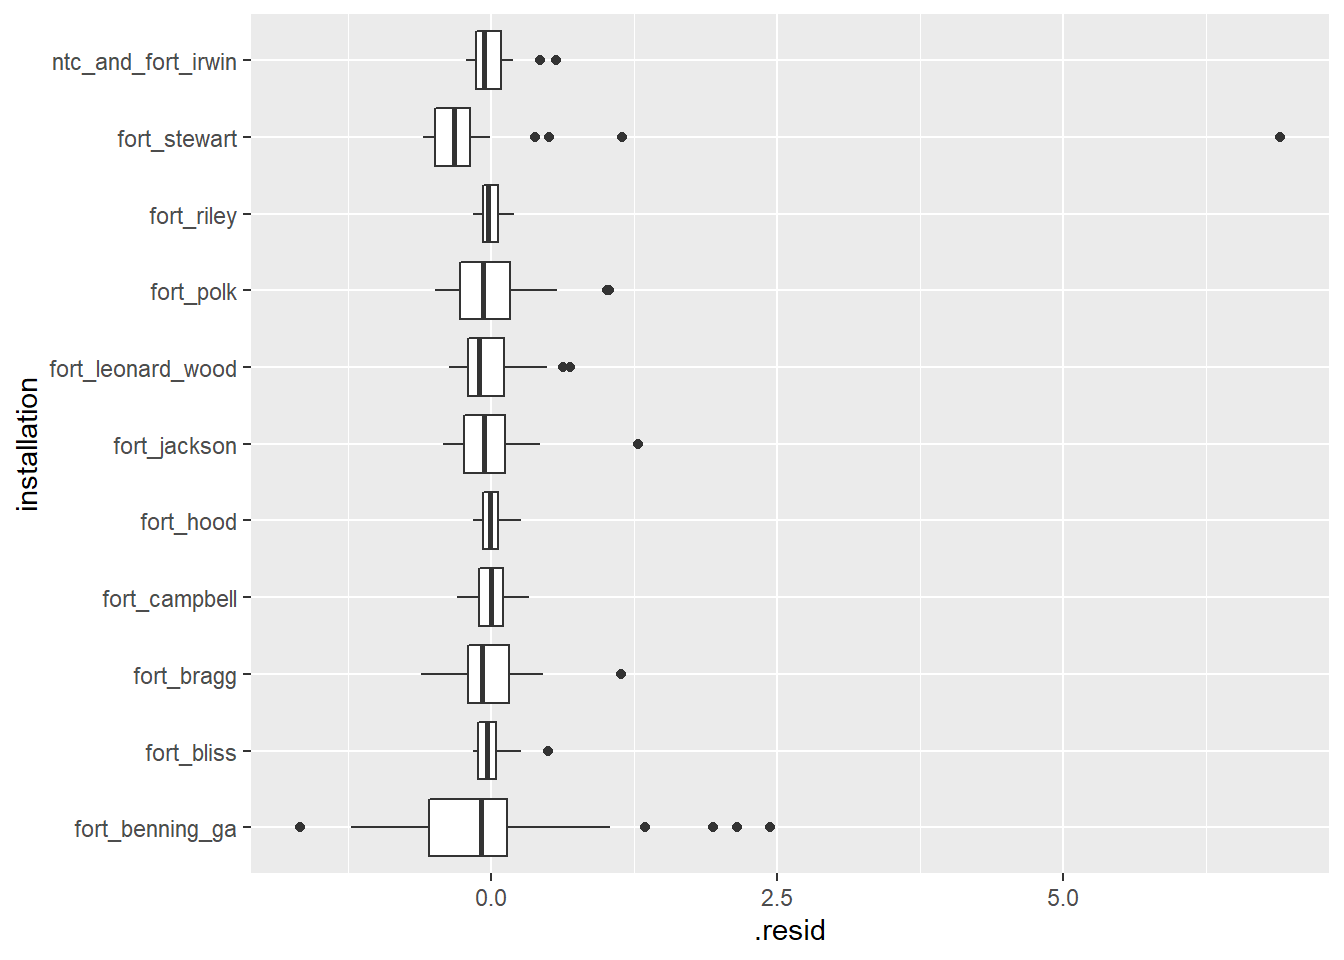 installation
ntc_and_fort_irwin
fort_stewart
fort_riley
fort_polk
fort_leonard_wood
fort_jackson
fort_hood
fort_campbell
fort_bragg
fort_bliss
fort_benning_ga
0.0 2.5 5.0
.resid